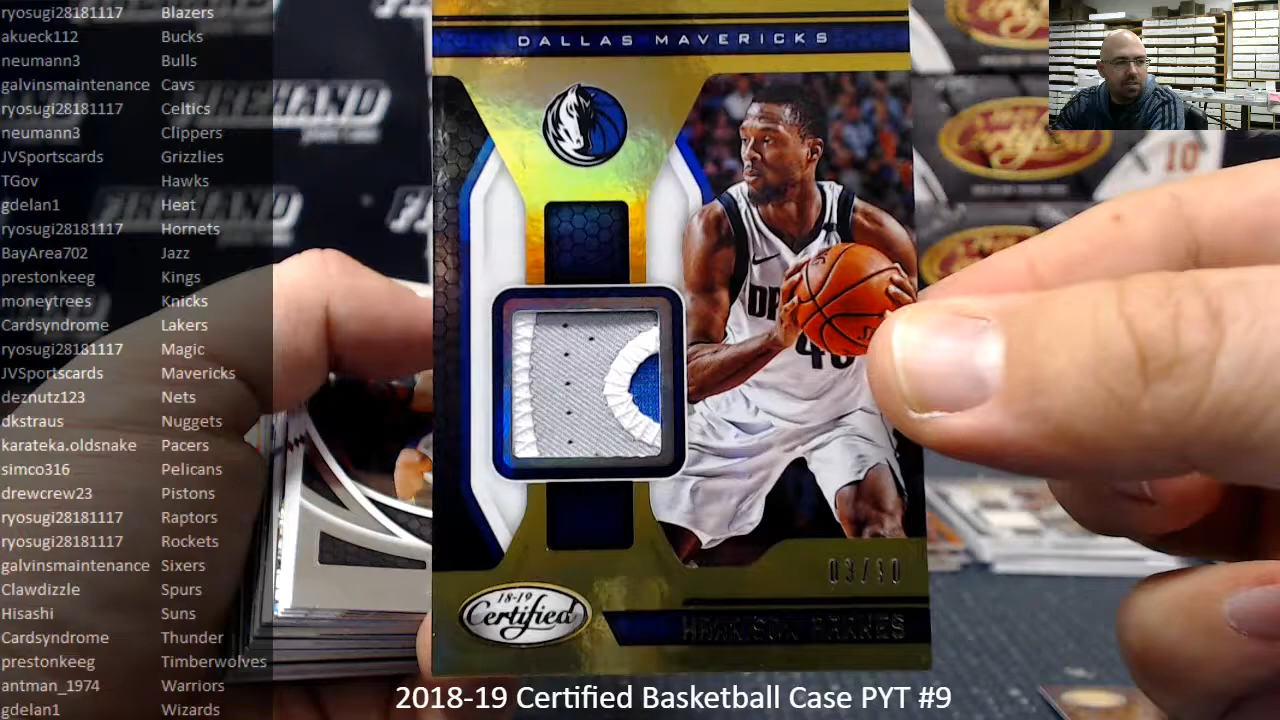 ryosugi28181117 Blazers
akueck112 Bucks
neumann3 Bulls
galvinsmaintenance Cavs
ryosugi28181117 Celtics
neumann3 Clippers
JVSportscards Grizzlies
TGov Hawks
gdelan1 Heat
ryosugi28181117 Hornets
BayArea702 Jazz
prestonkeeg Kings
moneytrees Knicks
Cardsyndrome Lakers
ryosugi28181117 Magic
JVSportscards Mavericks
deznutz123 Nets
dkstraus Nuggets
karateka.oldsnake Pacers
simco316 Pelicans
drewcrew23 Pistons
ryosugi28181117 Raptors
ryosugi28181117 Rockets
galvinsmaintenance Sixers
Clawdizzle Spurs
Hisashi Suns
Cardsyndrome Thunder
prestonkeeg Timberwolves
antman_1974 Warriors
gdelan1 Wizards
DALLAS MAVERICKS
18-19
Certified
HARRISON BARNES
2018-19 Certified Basketball Case PYT #9